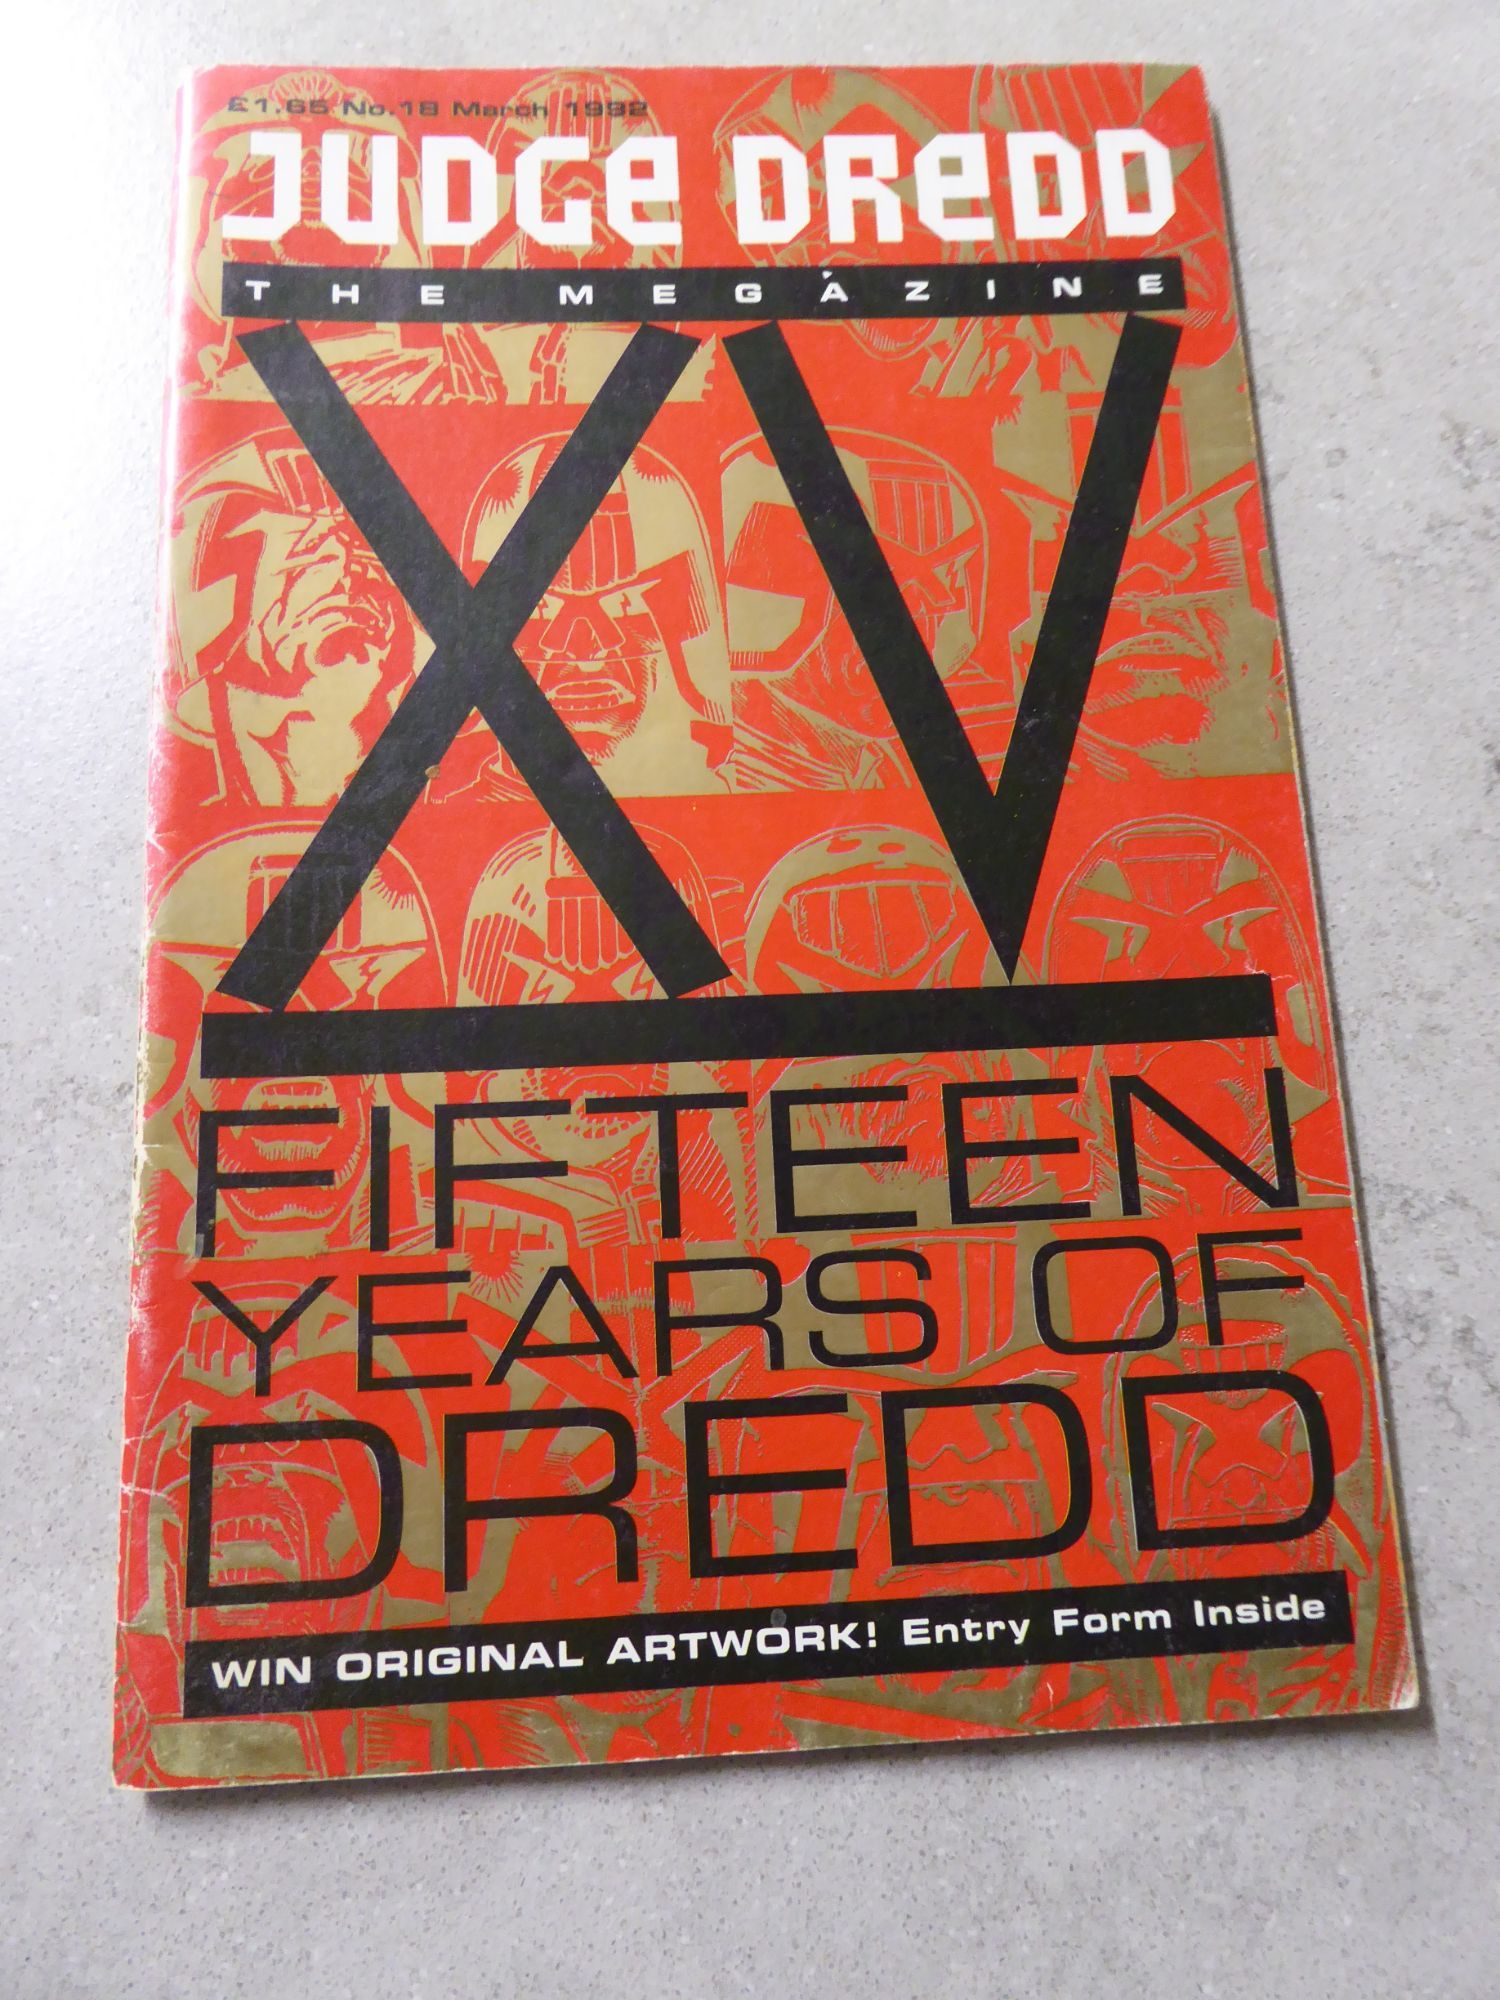 £1.65 No.18 March 1992
JUDGE DREDD
THE MEGAZINE
XV
FIFTEEN
YEARS OF
DREDD
WIN ORIGINAL ARTWORK! Entry Form Inside